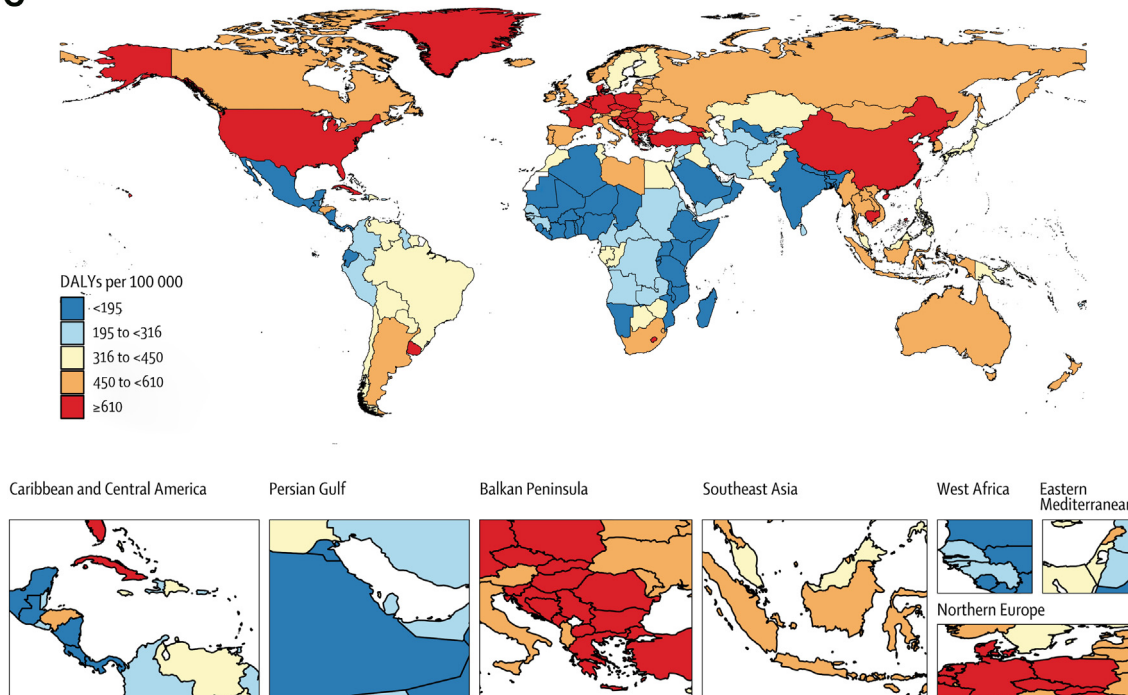 DALYs per 100 000
<195
195 to <316
316 to <450
450 to <610
≥610
Caribbean and Central America
Persian Gulf
Balkan Peninsula
Southeast Asia
West Africa
Eastern
Mediterranean
Northern Europe